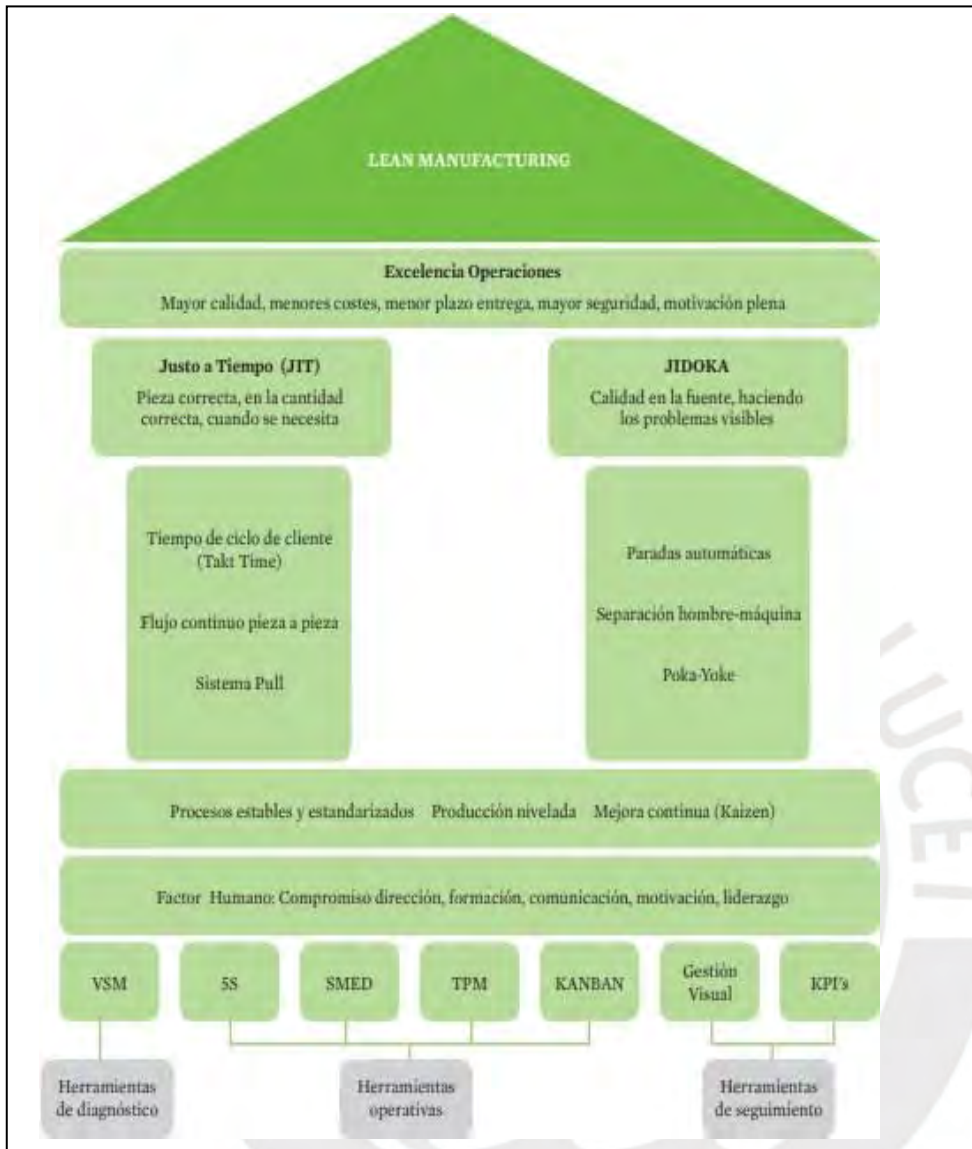 LEAN MANUFACTURING
Excelencia Operaciones
Mayor calidad, menores costes, menor plazo entrega, mayor seguridad, motivación plena
Justo a Tiempo (JIT)
Pieza correcta, en la cantidad
correcta, cuando se necesita
JIDOKA
Calidad en la fuente, haciendo
los problemas visibles
Tiempo de ciclo de cliente
(Takt Time)
Flujo continuo pieza a pieza
Sistema Pull
Paradas automáticas
Separación hombre-máquina
Poka-Yoke
Procesos estables y estandarizados Producción nivelada Mejora continua (Kaizen)
Factor Humano: Compromiso dirección, formación, comunicación, motivación, liderazgo
VSM
5S
SMED
TPM
KANBAN
Gestión
Visual
KPI's
Herramientas
de diagnóstico
Herramientas
operativas
Herramientas
de seguimiento